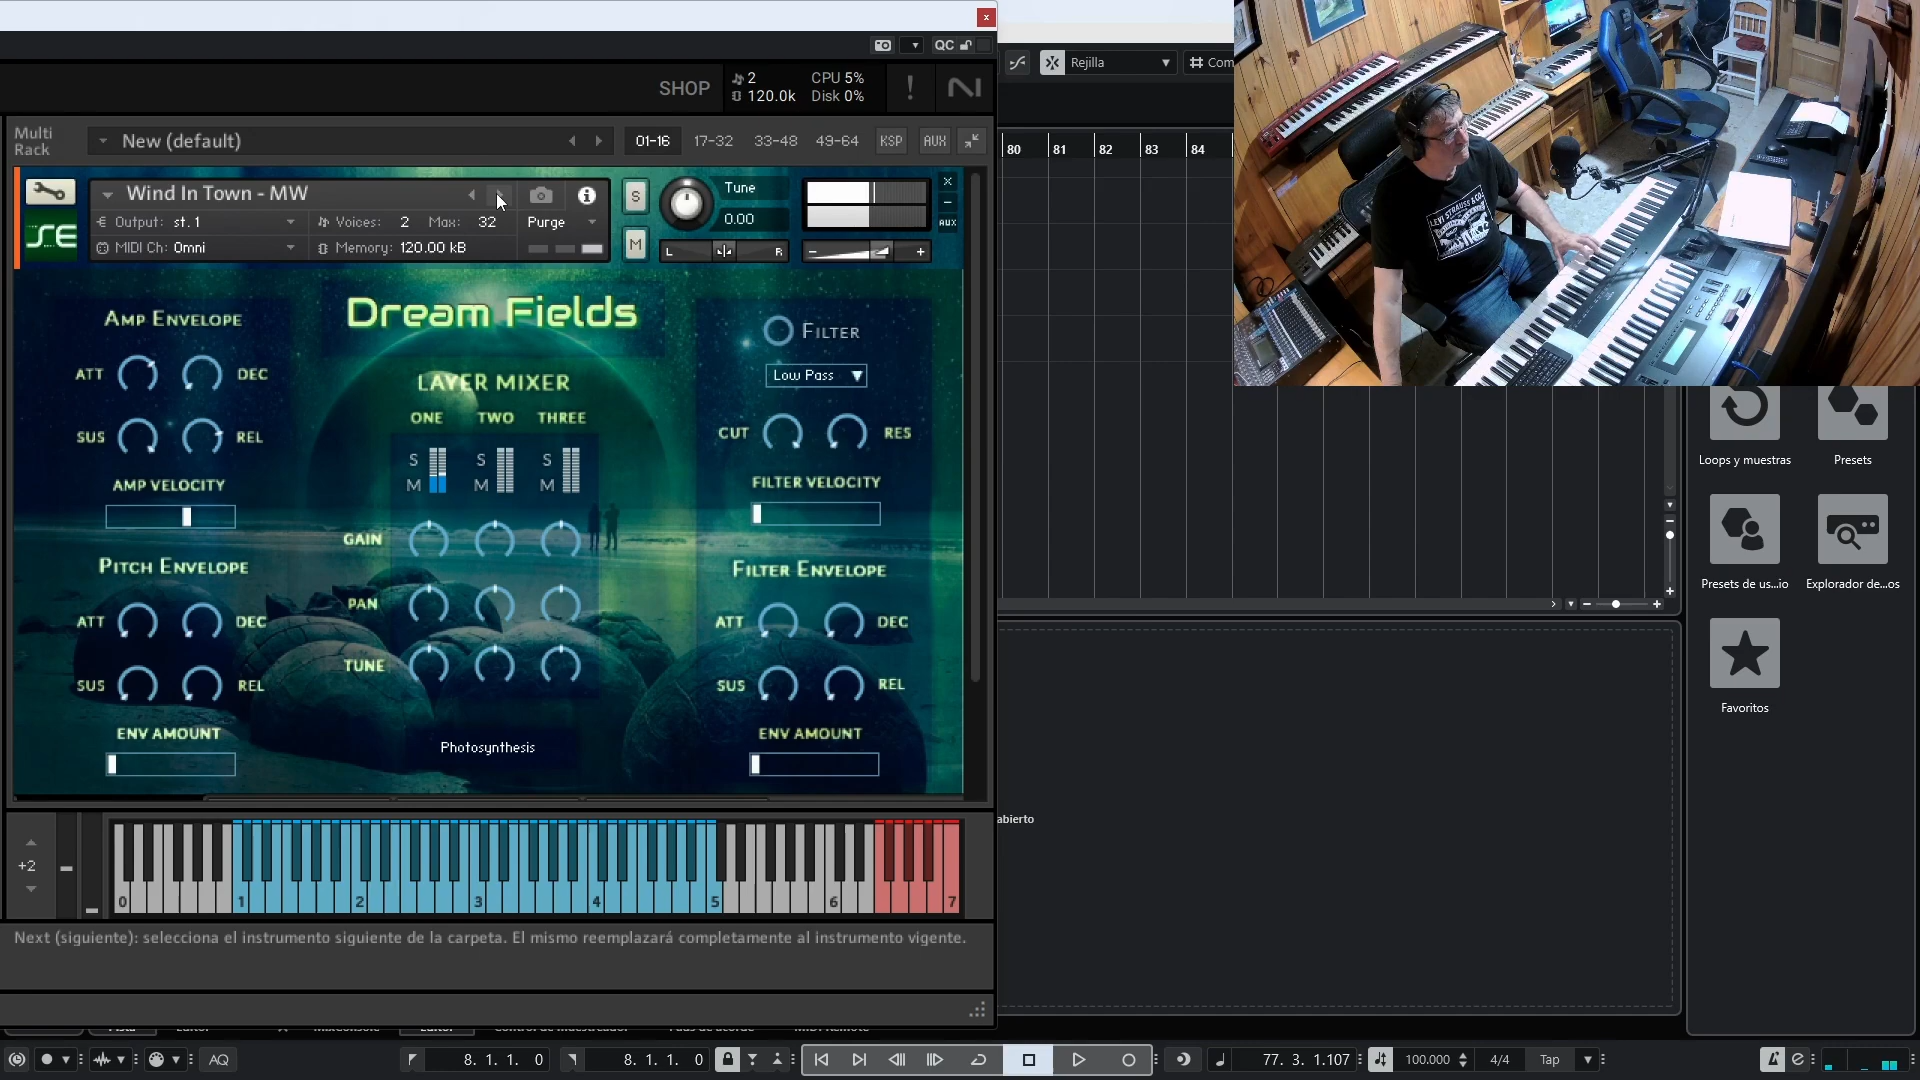 QC
SHOP
2
120.0k
CPU 5%
Disk 0%
Rejilla
Com
Multi
Rack
New (default)
01-16
17-32
33-48
49-64
KSP
AUX
80
81
82
83
84
Wind In Town - MW
Output: st. 1
Voices: 2 Max: 32
Purge
MIDI Ch: Omni
Memory: 120.00 kB
S
M
Tune
0.00
L
R
AUX
LEVI STRAUSS & CO.
Dream Fields
AMP ENVELOPE
ATT
DEC
SUS
REL
AMP VELOCITY
PITCH ENVELOPE
ATT
DEC
SUS
REL
ENV AMOUNT
LAYER MIXER
ONE
TWO
THREE
S
S
S
M
M
M
GAIN
PAN
TUNE
Photosynthesis
FILTER
Low Pass
CUT
RES
FILTER VELOCITY
FILTER ENVELOPE
ATT
DEC
SUS
REL
ENV AMOUNT
Loops y muestras
Presets
Presets de us...io
Explorador de...os
Favoritos
abierto
+2
0
1
2
3
4
5
6
7
Next (siguiente): selecciona el instrumento siguiente de la carpeta. El mismo reemplazará completamente al instrumento vigente.
AQ
8. 1. 1. 0
8. 1. 1. 0
77. 3. 1.107
100.000
4/4
Tap